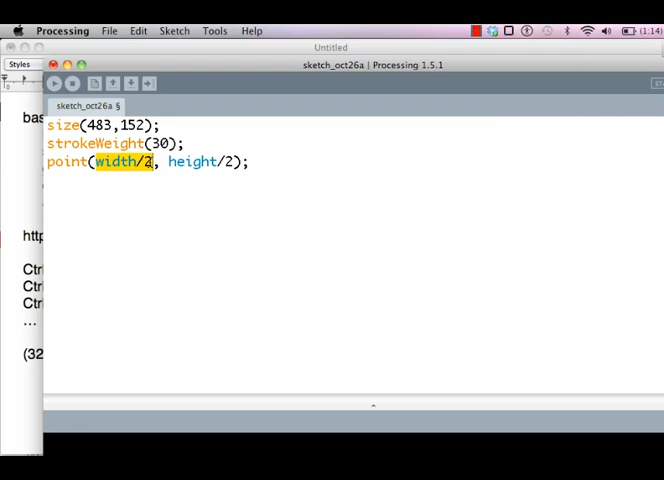 Processing File Edit Sketch Tools Help (1:14)
Untitled
Styles
sketch_oct26a | Processing 1.5.1
sketch_oct26a §
size(483,152);
strokeWeight(30);
point(width/2, height/2);
bas
http
Ctrl
Ctrl
Ctrl
...
(32